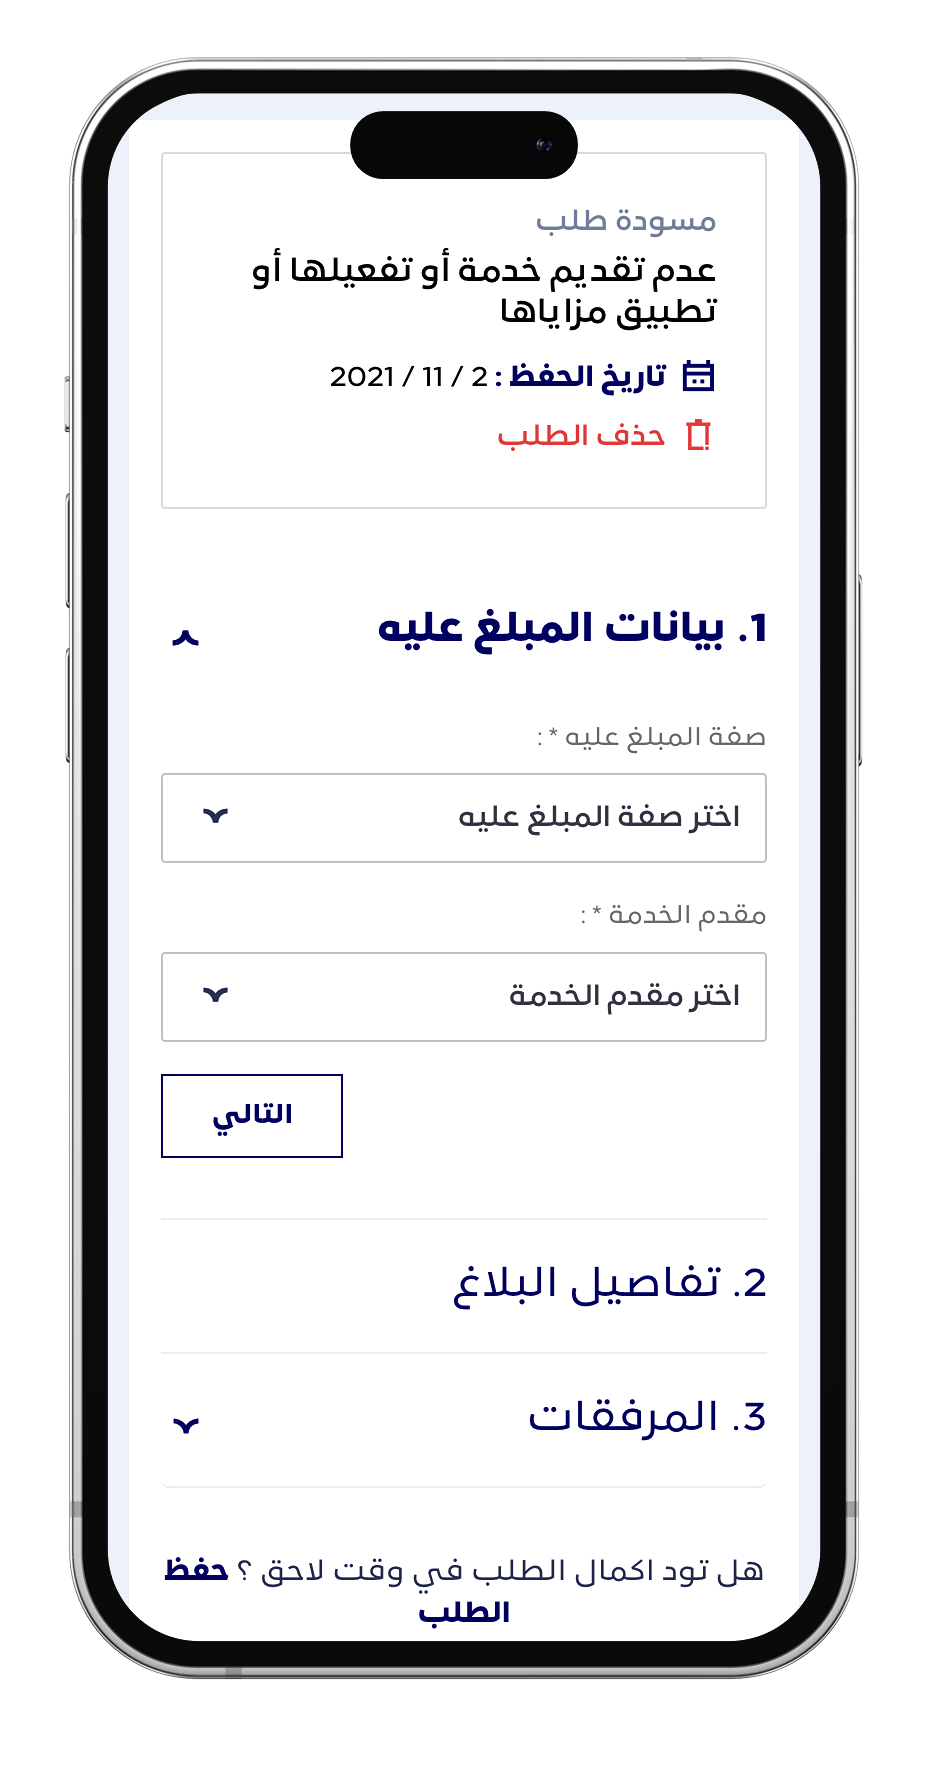 مسودة طلب
عدم تقديم خدمة أو تفعيلها أو
تطبيق مزاياها
تاريخ الحفظ : 2 / 11 / 2021
حذف الطلب
1. بيانات المبلغ عليه
صفة المبلغ عليه * :
اختر صفة المبلغ عليه
مقدم الخدمة * :
اختر مقدم الخدمة
التالي
2. تفاصيل البلاغ
3. المرفقات
هل تود اكمال الطلب في وقت لاحق ؟ حفظ
الطلب